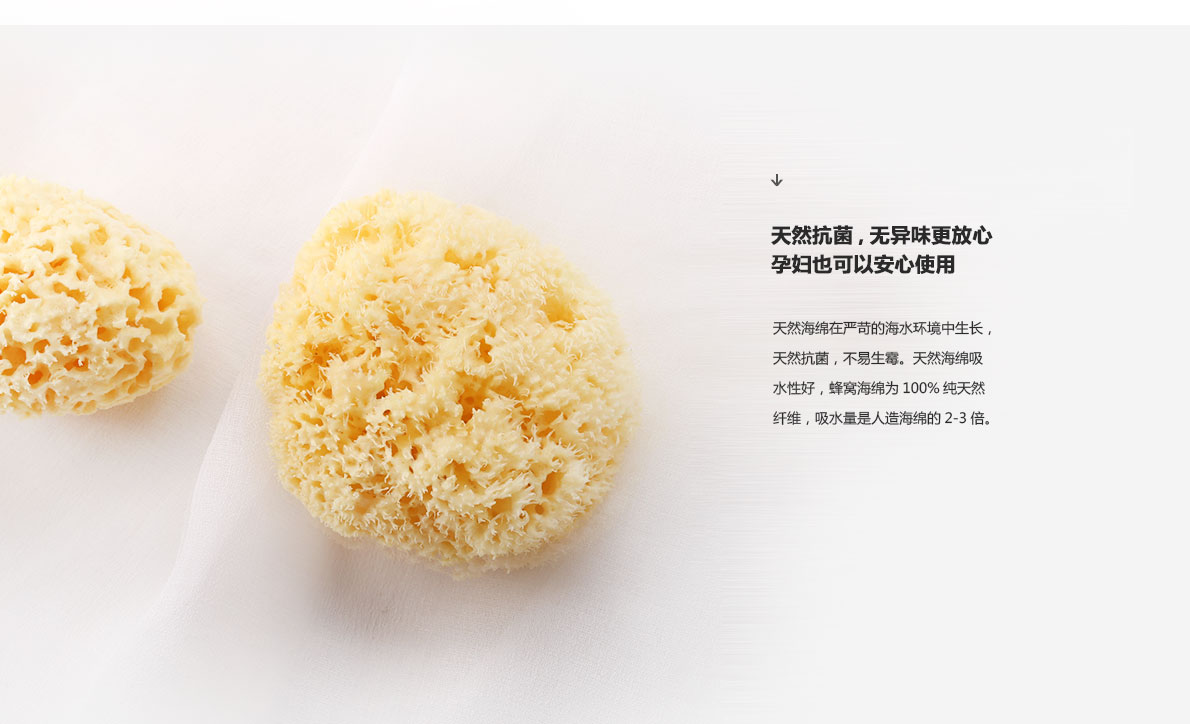 天然抗菌，无异味更放心
孕妇也可以安心使用
天然海绵在严苛的海水环境中生长，
天然抗菌，不易生霉。天然海绵吸
水性好，蜂窝海绵为 100% 纯天然
纤维，吸水量是人造海绵的 2-3 倍。